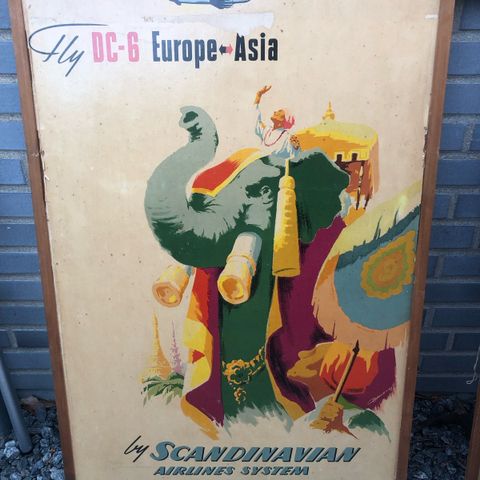 Fly DC-6 Europe Asia
by SCANDINAVIAN
AIRLINES SYSTEM